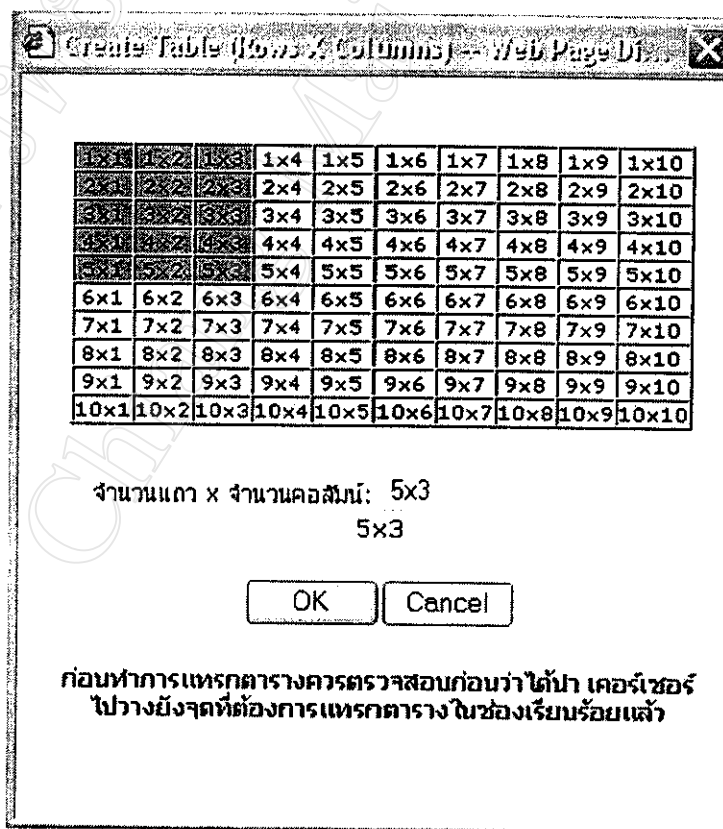 Create Table (Rows X Columns) -- Web Page Di...
1x1 1x2 1x3 1x4 1x5 1x6 1x7 1x8 1x9 1x10
2x1 2x2 2x3 2x4 2x5 2x6 2x7 2x8 2x9 2x10
3x1 3x2 3x3 3x4 3x5 3x6 3x7 3x8 3x9 3x10
4x1 4x2 4x3 4x4 4x5 4x6 4x7 4x8 4x9 4x10
5x1 5x2 5x3 5x4 5x5 5x6 5x7 5x8 5x9 5x10
6x1 6x2 6x3 6x4 6x5 6x6 6x7 6x8 6x9 6x10
7x1 7x2 7x3 7x4 7x5 7x6 7x7 7x8 7x9 7x10
8x1 8x2 8x3 8x4 8x5 8x6 8x7 8x8 8x9 8x10
9x1 9x2 9x3 9x4 9x5 9x6 9x7 9x8 9x9 9x10
10x1 10x2 10x3 10x4 10x5 10x6 10x7 10x8 10x9 10x10
จำนวนแถว x จำนวนคอลัมน์: 5x3
5x3
OK Cancel
ก่อนทำการแทรกตารางควรตรวจสอบก่อนว่าได้นำ เคอร์เซอร์
ไปวางยังจุดที่ต้องการแทรกตารางในช่องเรียบร้อยแล้ว